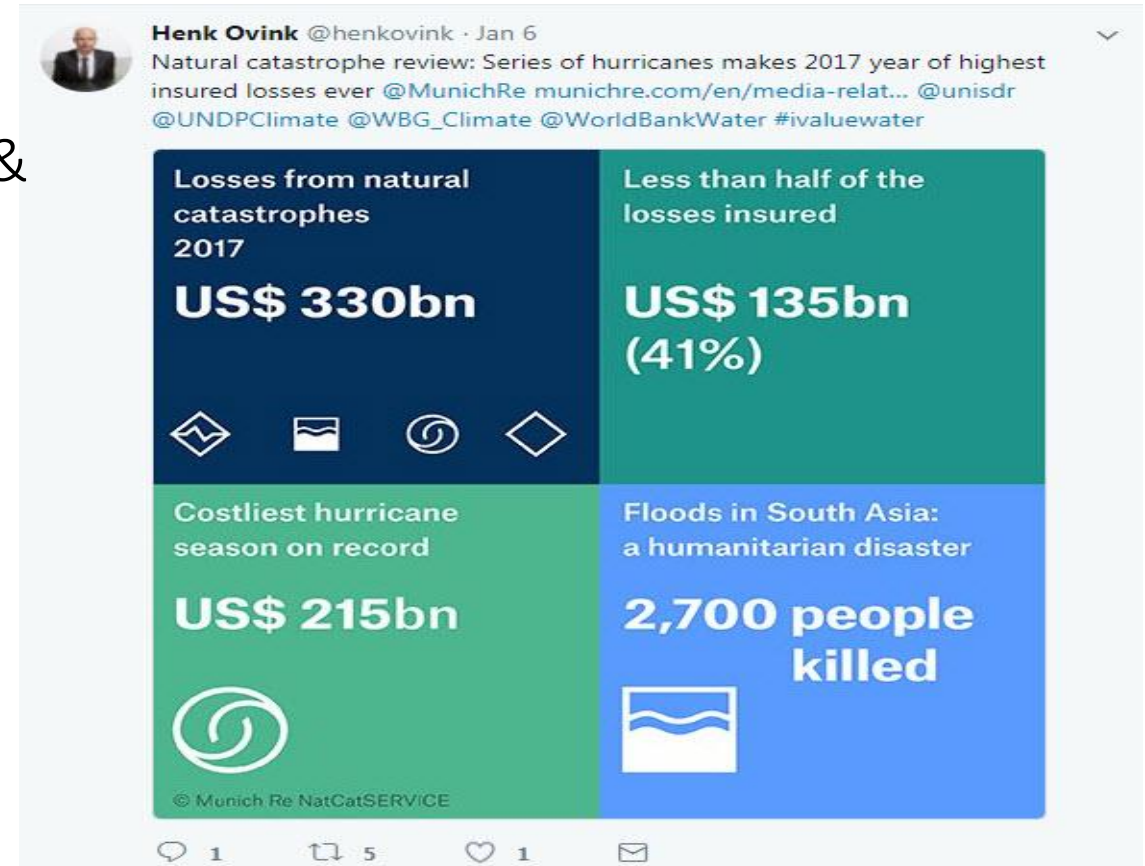 Henk Ovink @henkovink · Jan 6
Natural catastrophe review: Series of hurricanes makes 2017 year of highest
insured losses ever @MunichRe munichre.com/en/media-relat... @unisdr
@UNDPClimate @WBG_Climate @WorldBankWater #ivaluewater
&
Losses from natural
catastrophes
2017
US$ 330bn
Less than half of the
losses insured
US$ 135bn
(41%)
Costliest hurricane
season on record
US$ 215bn
© Munich Re NatCatSERVICE
Floods in South Asia:
a humanitarian disaster
2,700 people
killed
1 5 1